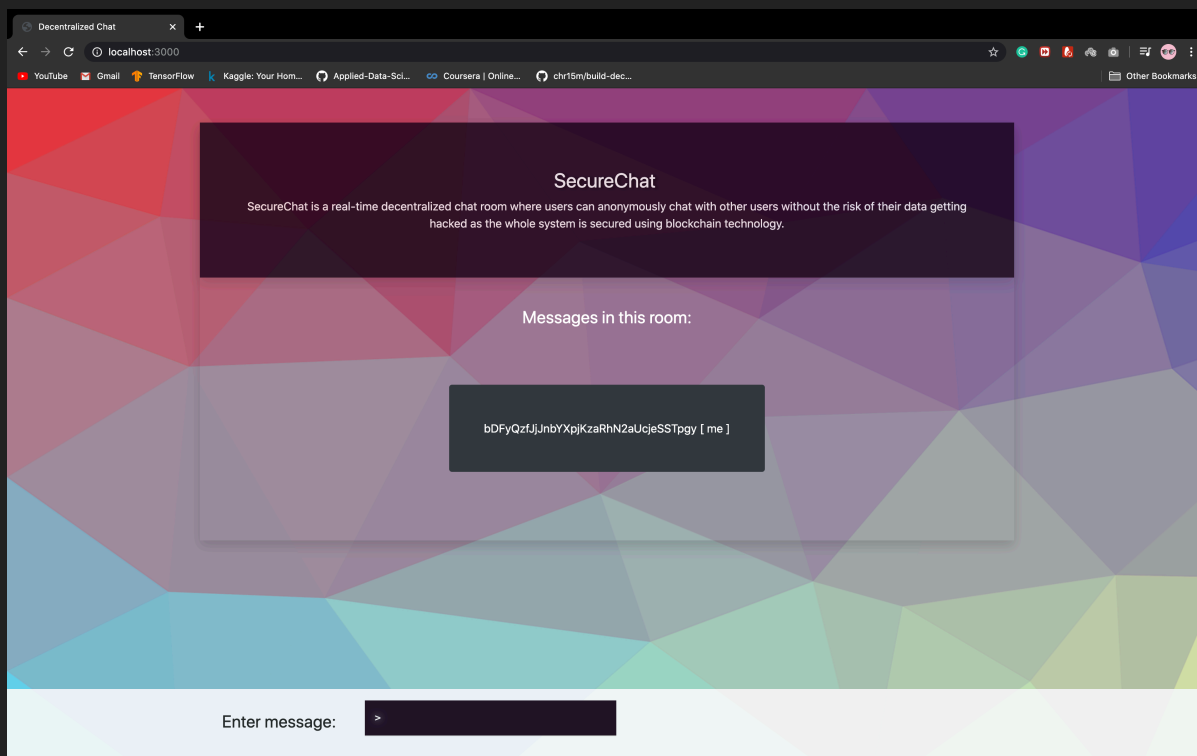 Decentralized Chat
localhost:3000
YouTube Gmail TensorFlow Kaggle: Your Hom... Applied-Data-Sci... Coursera | Online... chr15m/build-dec... Other Bookmarks
SecureChat
SecureChat is a real-time decentralized chat room where users can anonymously chat with other users without the risk of their data getting
hacked as the whole system is secured using blockchain technology.
Messages in this room:
bDFyQzfJjJnbYXpjKzaRhN2aUcjeSSTpgy [ me ]
Enter message: >